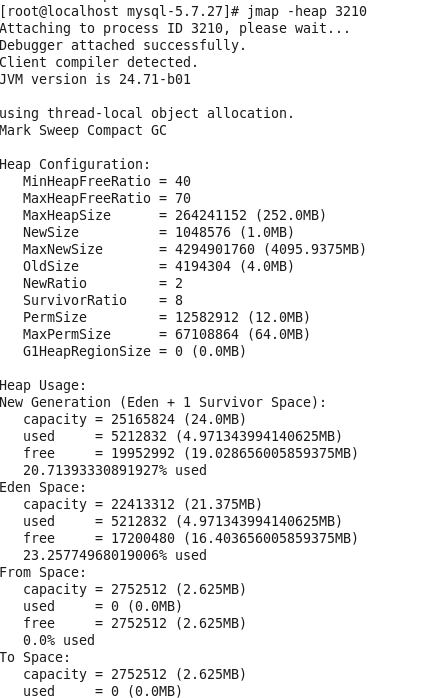 [root@localhost mysql-5.7.27]# jmap -heap 3210
Attaching to process ID 3210, please wait...
Debugger attached successfully.
Client compiler detected.
JVM version is 24.71-b01

using thread-local object allocation.
Mark Sweep Compact GC

Heap Configuration:
   MinHeapFreeRatio = 40
   MaxHeapFreeRatio = 70
   MaxHeapSize      = 264241152 (252.0MB)
   NewSize          = 1048576 (1.0MB)
   MaxNewSize       = 4294901760 (4095.9375MB)
   OldSize          = 4194304 (4.0MB)
   NewRatio         = 2
   SurvivorRatio    = 8
   PermSize         = 12582912 (12.0MB)
   MaxPermSize      = 67108864 (64.0MB)
   G1HeapRegionSize = 0 (0.0MB)

Heap Usage:
New Generation (Eden + 1 Survivor Space):
   capacity = 25165824 (24.0MB)
   used     = 5212832 (4.971343994140625MB)
   free     = 19952992 (19.028656005859375MB)
   20.71393330891927% used
Eden Space:
   capacity = 22413312 (21.375MB)
   used     = 5212832 (4.971343994140625MB)
   free     = 17200480 (16.403656005859375MB)
   23.25774968019006% used
From Space:
   capacity = 2752512 (2.625MB)
   used     = 0 (0.0MB)
   free     = 2752512 (2.625MB)
   0.0% used
To Space:
   capacity = 2752512 (2.625MB)
   used     = 0 (0.0MB)